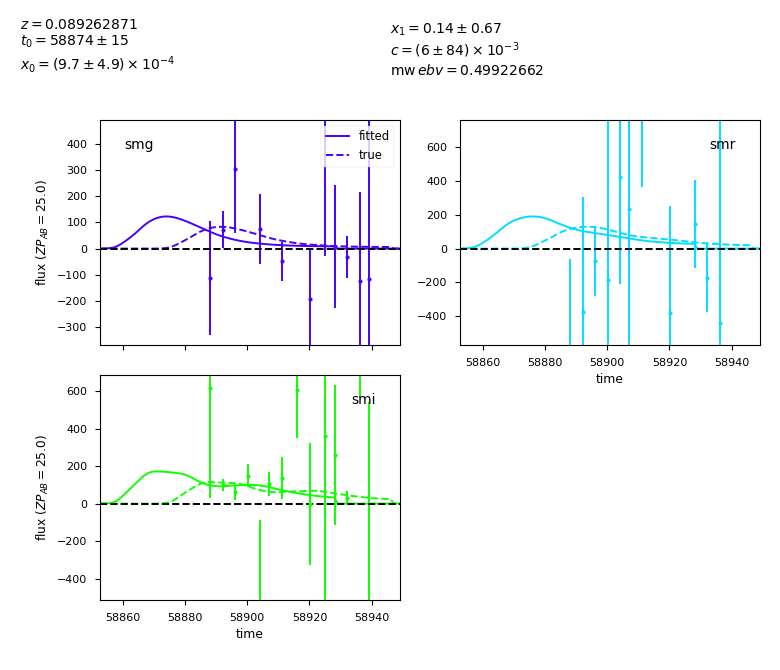 z = 0.089262871
t₀ = 58874 ± 15
x₀ = (9.7 ± 4.9) × 10⁻⁴
x₁ = 0.14 ± 0.67
c = (6 ± 84) × 10⁻³
mw ebv = 0.49922662
smg
fitted
true
flux (ZP_AB = 25.0)
400
300
200
100
0
−100
−200
−300
smr
600
400
200
0
−200
−400
58860 58880 58900 58920 58940
time
smi
flux (ZP_AB = 25.0)
600
400
200
0
−200
−400
58860 58880 58900 58920 58940
time